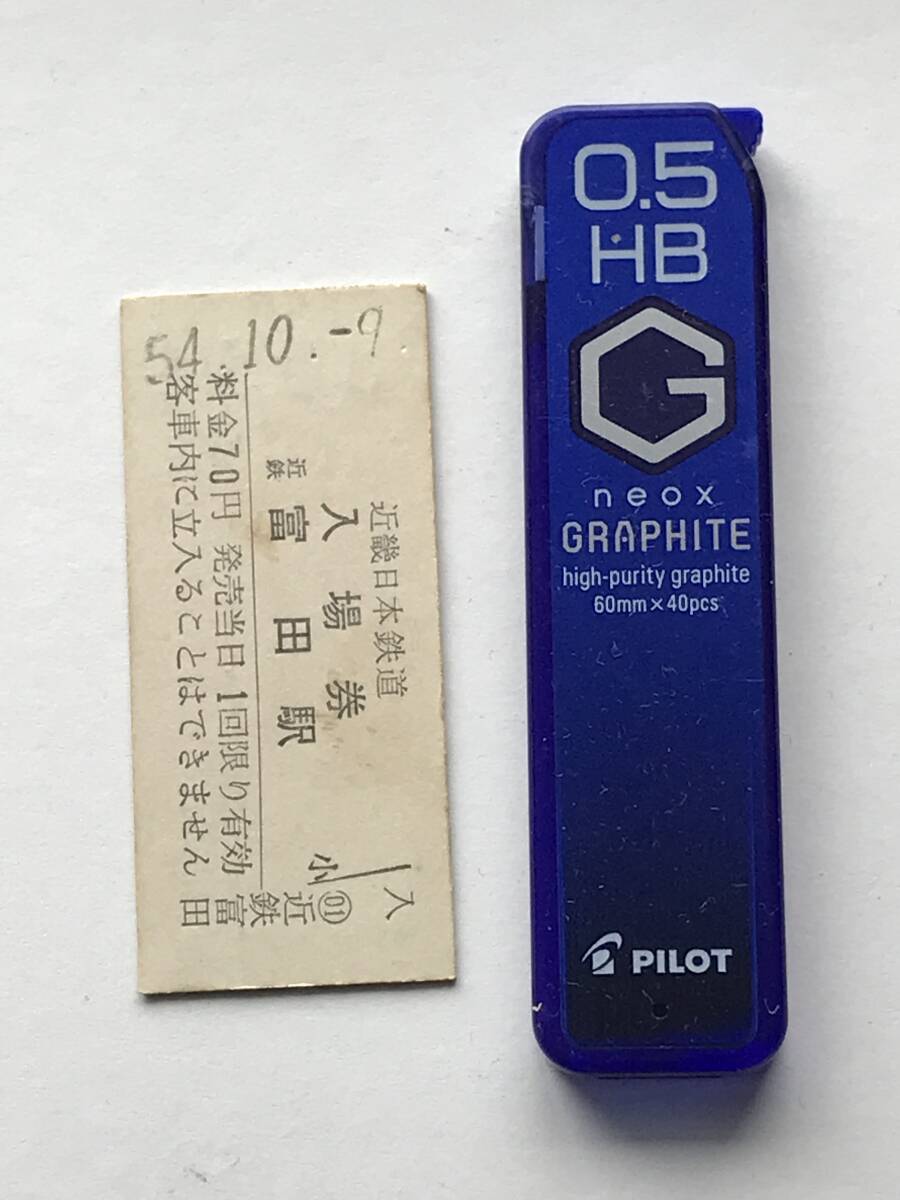 54.10.-9.
近畿日本鉄道
入場券
近鉄 富田駅
料金70円 発売当日1回限り有効
客車内に立入ることはできません
入
小
01
近鉄富田
0.5
HB
G
neox
GRAPHITE
high-purity graphite
60mm×40pcs
PILOT